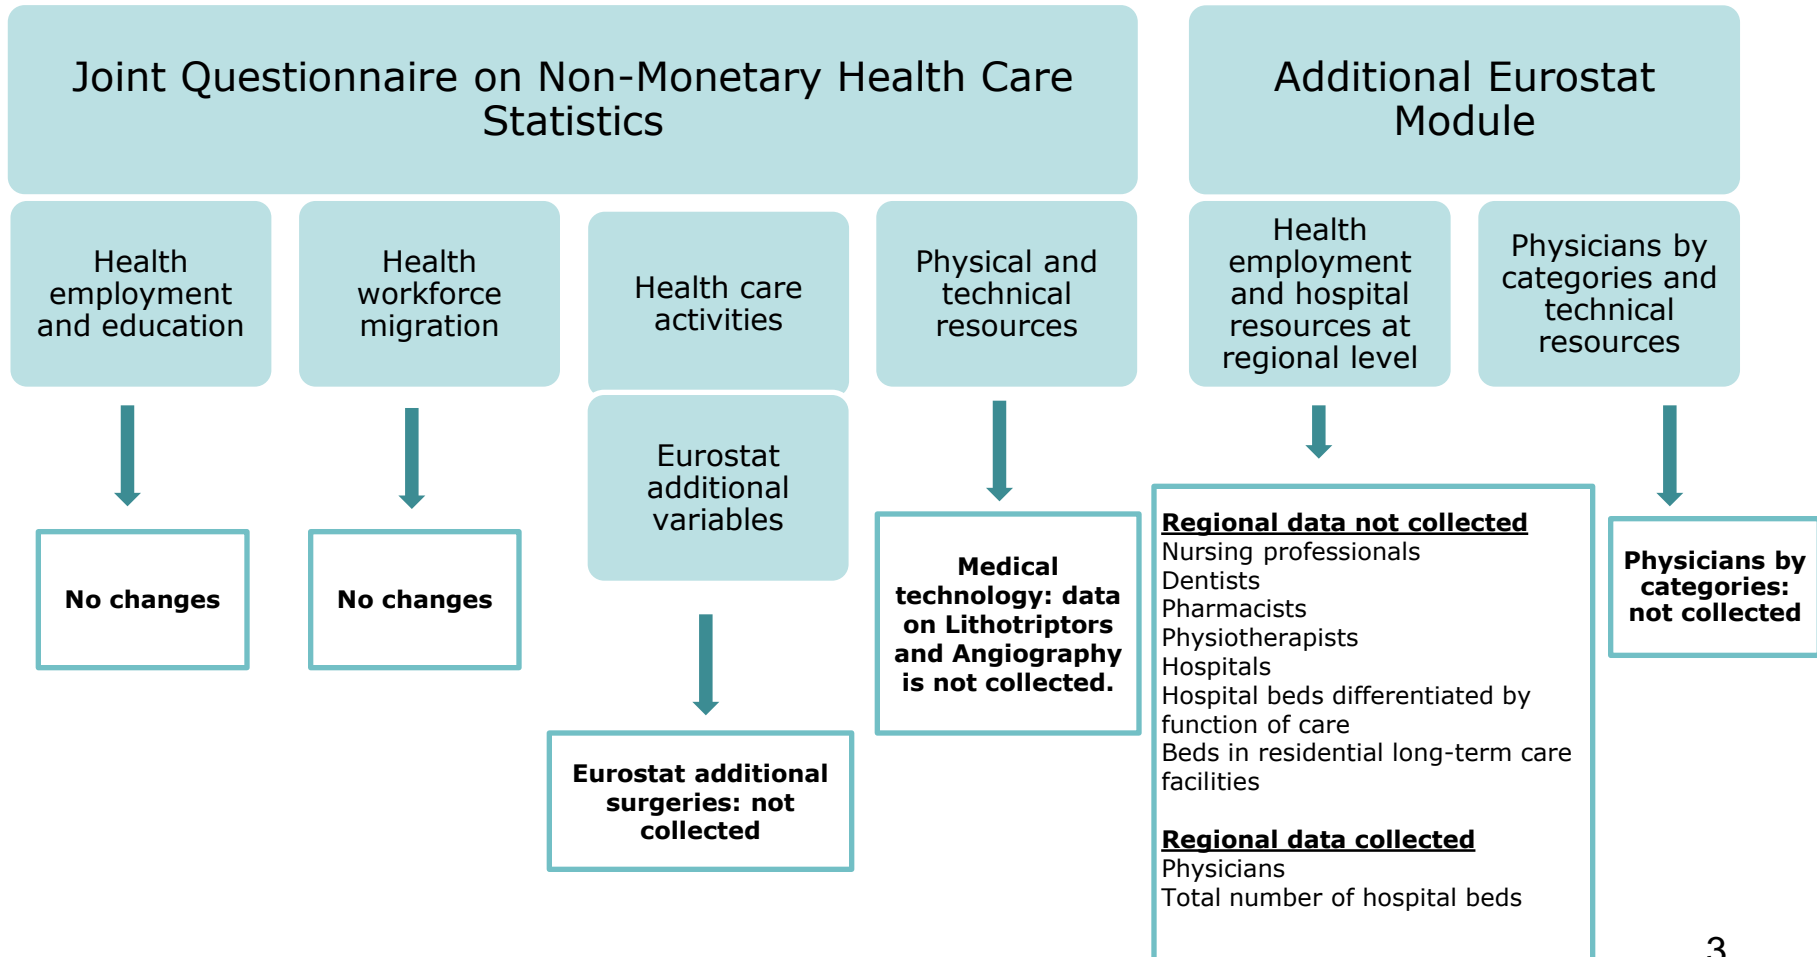 Joint Questionnaire on Non-Monetary Health Care
Statistics
Additional Eurostat
Module
Health
employment
and education
Health
workforce
migration
Health care
activities
Physical and
technical
resources
Health
employment
and hospital
resources at
regional level
Physicians by
categories and
technical
resources
Eurostat
additional
variables
No changes
No changes
Eurostat additional
surgeries: not
collected
Medical
technology: data
on Lithotriptors
and Angiography
is not collected.
Regional data not collected
Nursing professionals
Dentists
Pharmacists
Physiotherapists
Hospitals
Hospital beds differentiated by
function of care
Beds in residential long-term care
facilities
Regional data collected
Physicians
Total number of hospital beds
Physicians by
categories:
not collected
3